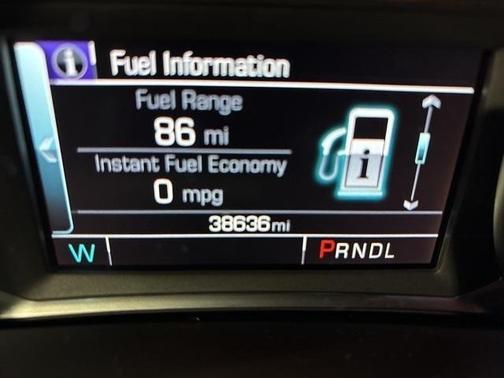 Fuel Information
Fuel Range
86 mi
Instant Fuel Economy
0 mpg
i
38636mi
W
PRNDL